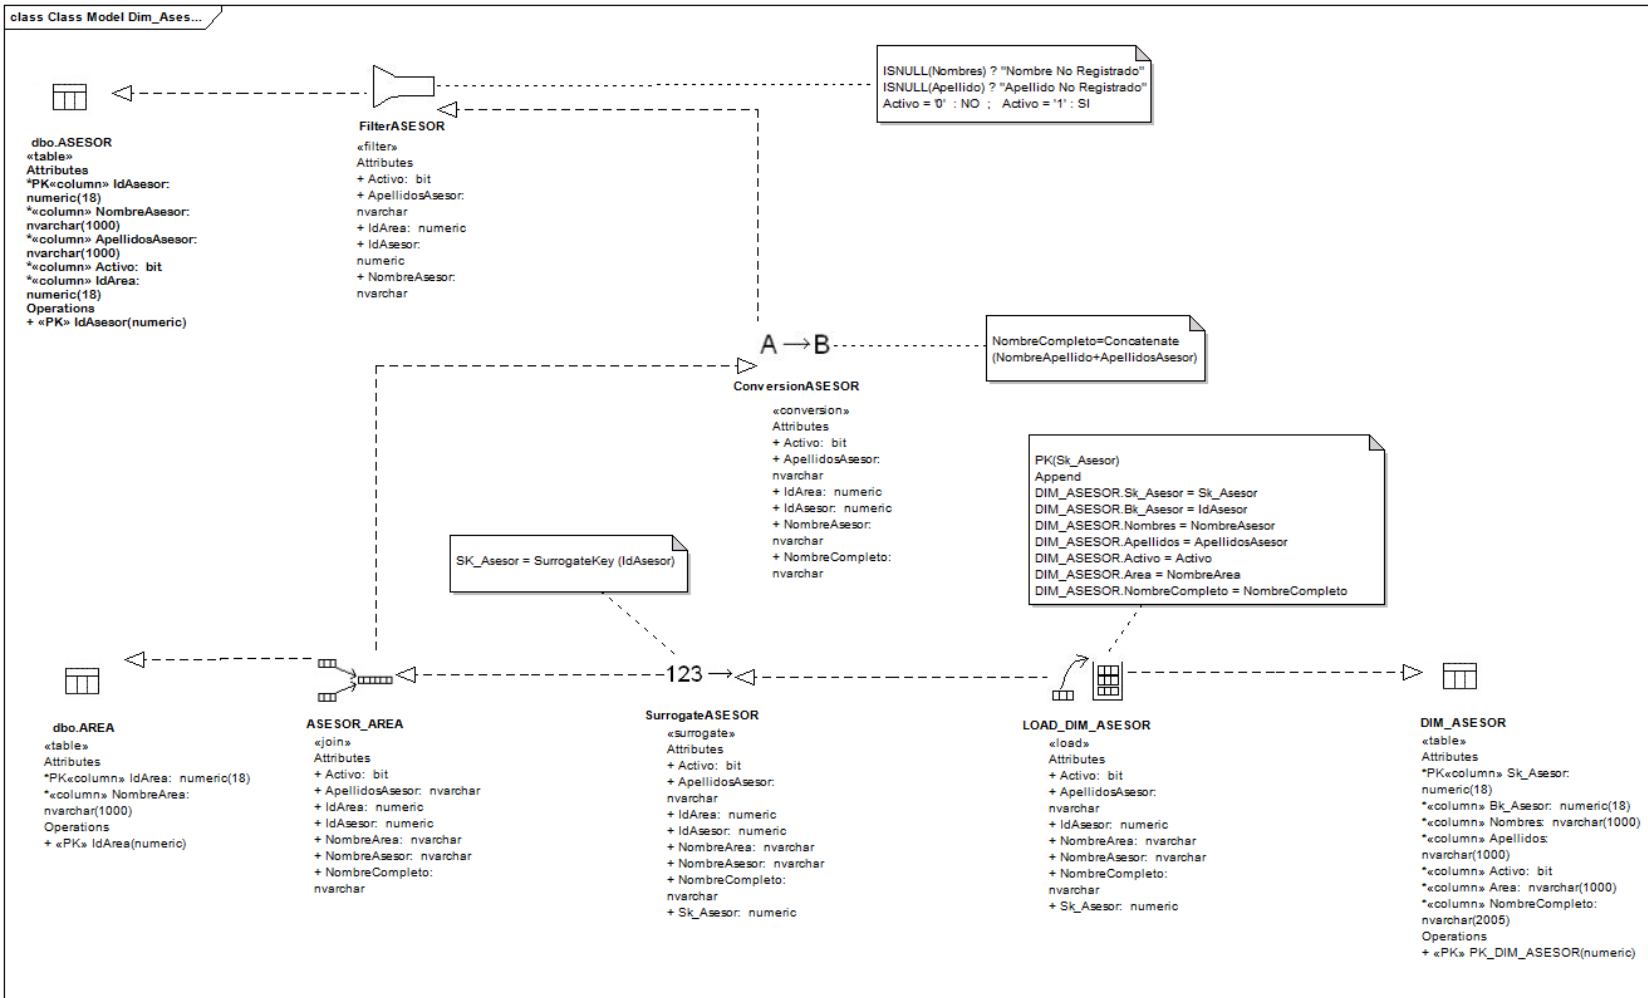 class Class Model Dim_Ases...
ISNULL(Nombres) ? "Nombre No Registrado"
ISNULL(Apellido) ? "Apellido No Registrado"
Activo = '0' : NO ; Activo = '1' : SI
dbo.ASESOR
«table»
Attributes
*PK«column» IdAsesor:
numeric(18)
*«column» NombreAsesor:
nvarchar(1000)
*«column» ApellidosAsesor:
nvarchar(1000)
*«column» Activo: bit
*«column» IdArea:
numeric(18)
Operations
+ «PK» IdAsesor(numeric)
FilterASESOR
«filter»
Attributes
+ Activo: bit
+ ApellidosAsesor:
nvarchar
+ IdArea: numeric
+ IdAsesor:
numeric
+ NombreAsesor:
nvarchar
A → B
NombreCompleto=Concatenate
(NombreApellido+ApellidosAsesor)
ConversionASESOR
«conversion»
Attributes
+ Activo: bit
+ ApellidosAsesor:
nvarchar
+ IdArea: numeric
+ IdAsesor: numeric
+ NombreAsesor:
nvarchar
+ NombreCompleto:
nvarchar
PK(Sk_Asesor)
Append
DIM_ASESOR.Sk_Asesor = Sk_Asesor
DIM_ASESOR.Bk_Asesor = IdAsesor
DIM_ASESOR.Nombres = NombreAsesor
DIM_ASESOR.Apellidos = ApellidosAsesor
DIM_ASESOR.Activo = Activo
DIM_ASESOR.Area = NombreArea
DIM_ASESOR.NombreCompleto = NombreCompleto
SK_Asesor = SurrogateKey (IdAsesor)
dbo.AREA
«table»
Attributes
*PK«column» IdArea: numeric(18)
*«column» NombreArea:
nvarchar(1000)
Operations
+ «PK» IdArea(numeric)
ASESOR_AREA
«join»
Attributes
+ Activo: bit
+ ApellidosAsesor: nvarchar
+ IdArea: numeric
+ IdAsesor: numeric
+ NombreArea: nvarchar
+ NombreAsesor: nvarchar
+ NombreCompleto:
nvarchar
123 →
SurrogateASESOR
«surrogate»
Attributes
+ Activo: bit
+ ApellidosAsesor:
nvarchar
+ IdArea: numeric
+ IdAsesor: numeric
+ NombreArea: nvarchar
+ NombreAsesor: nvarchar
+ NombreCompleto:
nvarchar
+ Sk_Asesor: numeric
LOAD_DIM_ASESOR
«load»
Attributes
+ Activo: bit
+ ApellidosAsesor:
nvarchar
+ IdAsesor: numeric
+ NombreArea: nvarchar
+ NombreAsesor: nvarchar
+ NombreCompleto:
nvarchar
+ Sk_Asesor: numeric
DIM_ASESOR
«table»
Attributes
*PK«column» Sk_Asesor:
numeric(18)
*«column» Bk_Asesor: numeric(18)
*«column» Nombres: nvarchar(1000)
*«column» Apellidos:
nvarchar(1000)
*«column» Activo: bit
*«column» Area: nvarchar(1000)
*«column» NombreCompleto:
nvarchar(2005)
Operations
+ «PK» PK_DIM_ASESOR(numeric)